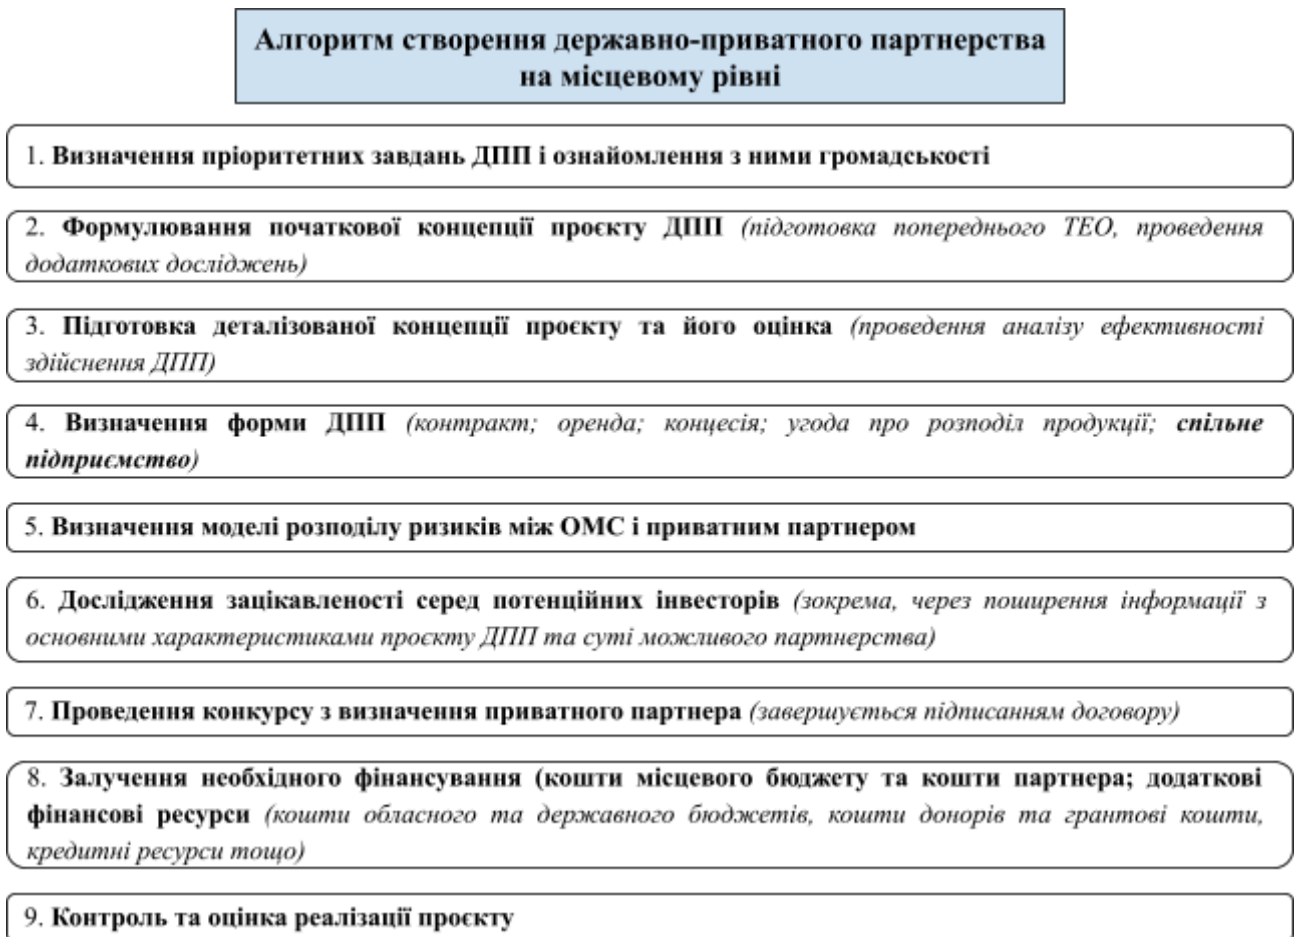 Алгоритм створення державно-приватного партнерства
на місцевому рівні
1. Визначення пріоритетних завдань ДПП і ознайомлення з ними громадськості
2. Формулювання початкової концепції проєкту ДПП (підготовка попереднього ТЕО, проведення
додаткових досліджень)
3. Підготовка деталізованої концепції проєкту та його оцінка (проведення аналізу ефективності
здійснення ДПП)
4. Визначення форми ДПП (контракт; оренда; концесія; угода про розподіл продукції; спільне
підприємство)
5. Визначення моделі розподілу ризиків між ОМС і приватним партнером
6. Дослідження зацікавленості серед потенційних інвесторів (зокрема, через поширення інформації з
основними характеристиками проєкту ДПП та суті можливого партнерства)
7. Проведення конкурсу з визначення приватного партнера (завершується підписанням договору)
8. Залучення необхідного фінансування (кошти місцевого бюджету та кошти партнера; додаткові
фінансові ресурси (кошти обласного та державного бюджетів, кошти донорів та грантові кошти,
кредитні ресурси тощо)
9. Контроль та оцінка реалізації проєкту